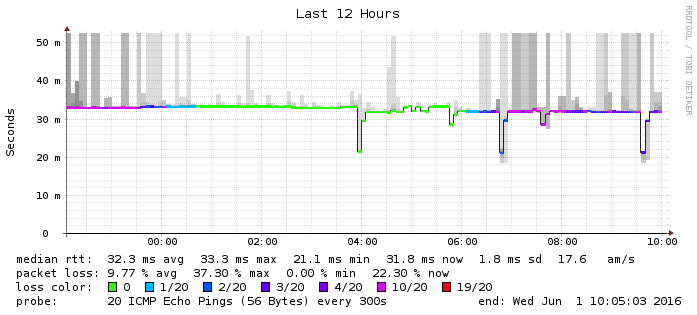 Last 12 Hours
RRDTOOL / TOBI OETIKER
Seconds
50 m
40 m
30 m
20 m
10 m
0
00:00 02:00 04:00 06:00 08:00 10:00
median rtt: 32.3 ms avg 33.3 ms max 21.1 ms min 31.8 ms now 1.8 ms sd 17.6 am/s
packet loss: 9.77 % avg 37.30 % max 0.00 % min 22.30 % now
loss color: 0 1/20 2/20 3/20 4/20 10/20 19/20
probe: 20 ICMP Echo Pings (56 Bytes) every 300s end: Wed Jun 1 10:05:03 2016